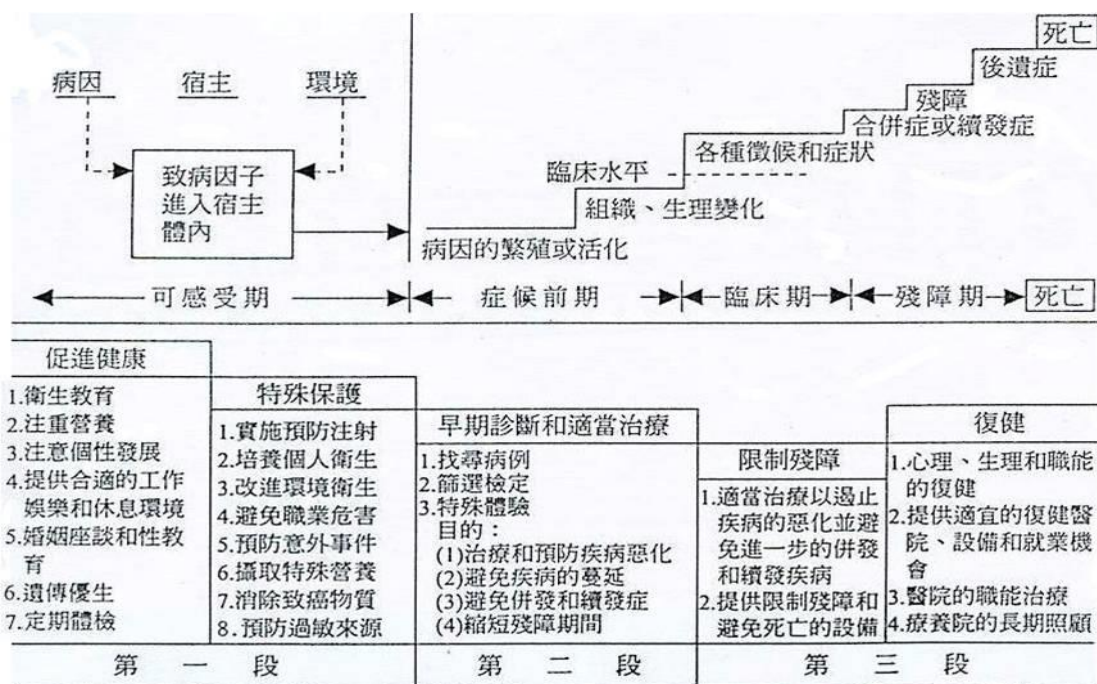 死亡
後遺症
殘障
合併症或續發症
各種徵候和症狀
臨床水平
組織、生理變化
病因的繁殖或活化
病因 宿主 環境
致病因子
進入宿主
體內
可感受期 症候前期 臨床期 殘障期 死亡
促進健康
1.衛生教育
2.注重營養
3.注意個性發展
4.提供合適的工作
娛樂和休息環境
5.婚姻座談和性教
育
6.遺傳優生
7.定期體檢
特殊保護
1.實施預防注射
2.培養個人衛生
3.改進環境衛生
4.避免職業危害
5.預防意外事件
6.攝取特殊營養
7.消除致癌物質
8.預防過敏來源
早期診斷和適當治療
1.找尋病例
2.篩選檢定
3.特殊體驗
目的：
(1)治療和預防疾病惡化
(2)避免疾病的蔓延
(3)避免併發和續發症
(4)縮短殘障期間
限制殘障
1.適當治療以遏止
疾病的惡化並避
免進一步的併發
和續發疾病
2.提供限制殘障和
避免死亡的設備
復健
1.心理、生理和職能
的復健
2.提供適宜的復健醫
院、設備和就業機
會
3.醫院的職能治療
4.療養院的長期照顧
第一段 第二段 第三段